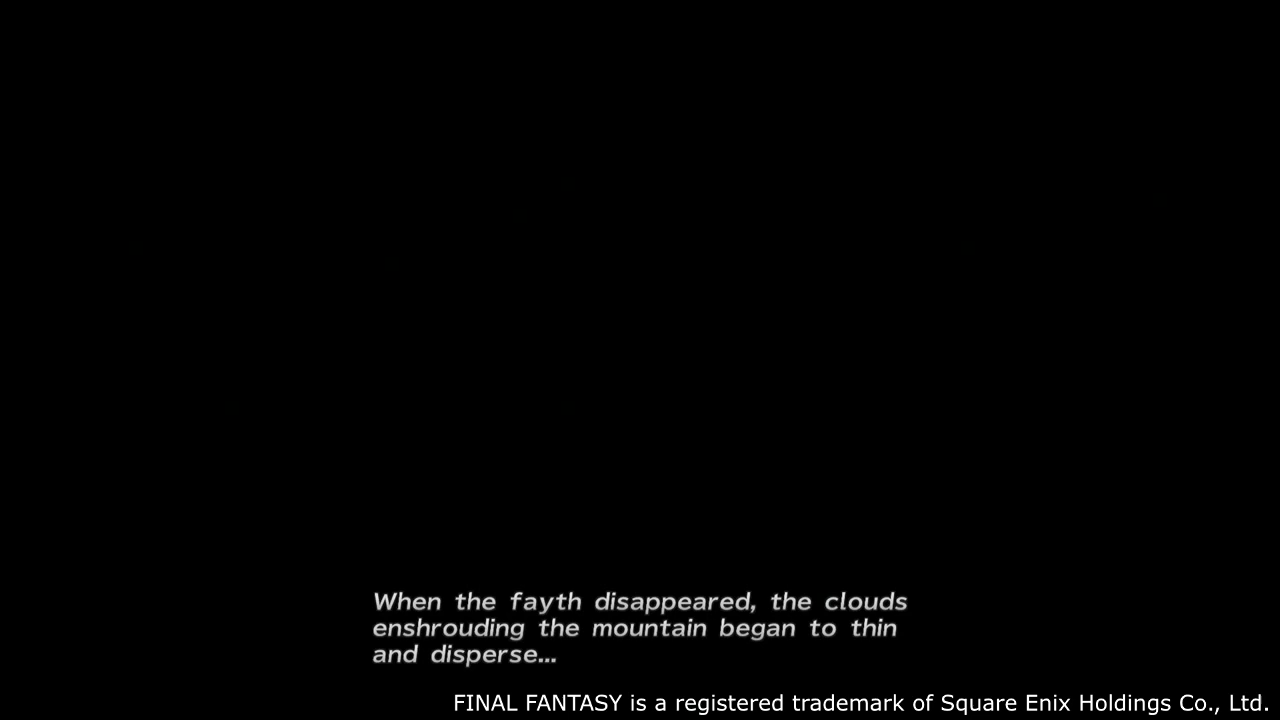 When the fayth disappeared, the clouds
enshrouding the mountain began to thin
and disperse...
FINAL FANTASY is a registered trademark of Square Enix Holdings Co., Ltd.